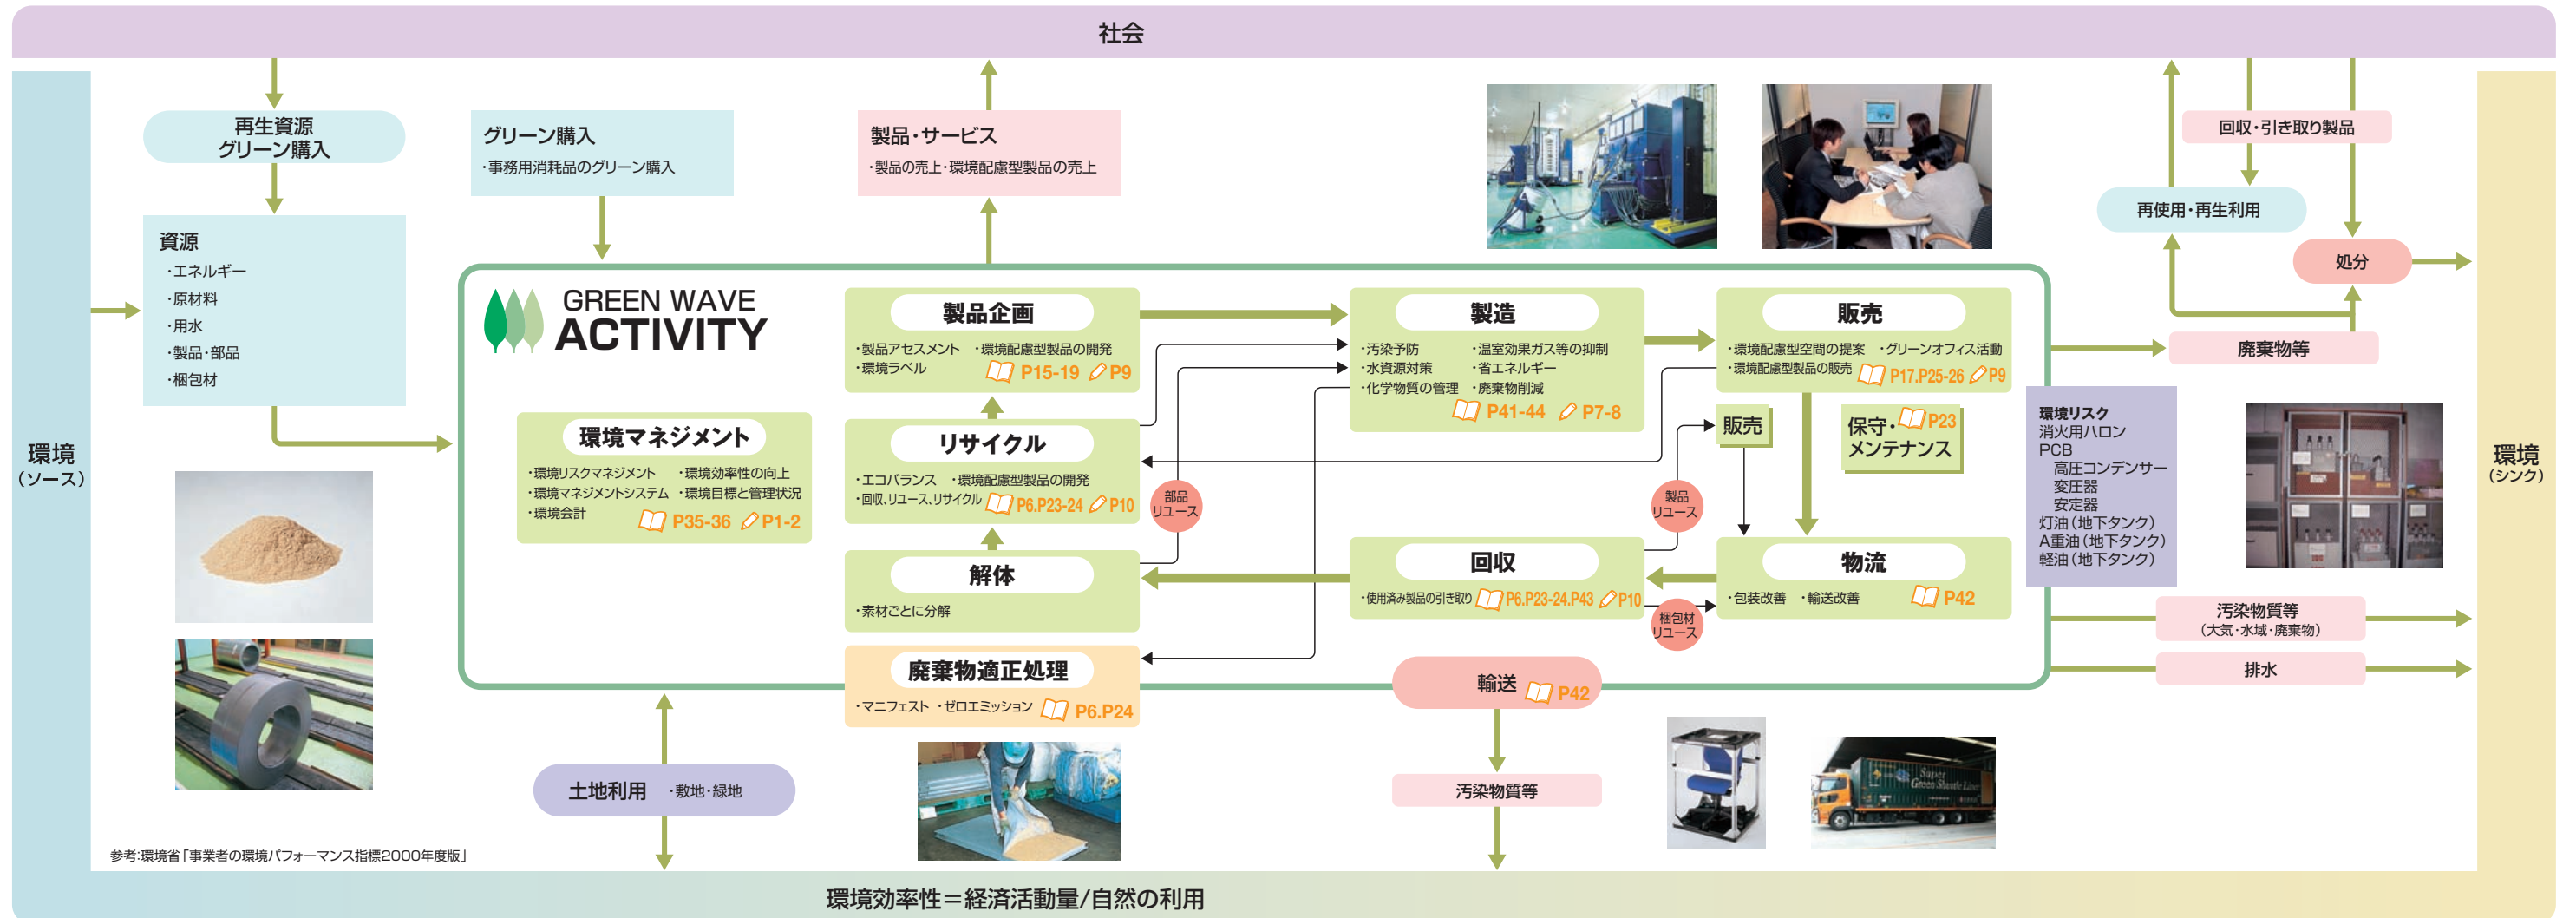 社会
再生資源
グリーン購入
グリーン購入
・事務用消耗品のグリーン購入
製品・サービス
・製品の売上・環境配慮型製品の売上
回収・引き取り製品
再使用・再生利用
処分
廃棄物等
資源
・エネルギー
・原材料
・用水
・製品・部品
・梱包材
環境
（ソース）
GREEN WAVE
ACTIVITY
環境マネジメント
・環境リスクマネジメント ・環境効率性の向上
・環境マネジメントシステム ・環境目標と管理状況
・環境会計 P35-36 P1-2
製品企画
・製品アセスメント ・環境配慮型製品の開発
・環境ラベル P15-19 P9
製造
・汚染予防 ・温室効果ガス等の抑制
・水資源対策 ・省エネルギー
・化学物質の管理 ・廃棄物削減
P41-44 P7-8
販売
・環境配慮型空間の提案 ・グリーンオフィス活動
・環境配慮型製品の販売 P17.P25-26 P9
リサイクル
・エコバランス ・環境配慮型製品の開発
・回収、リユース、リサイクル P6.P23-24 P10
部品
リユース
製品
リユース
販売
保守・ P23
メンテナンス
解体
・素材ごとに分解
回収
・使用済み製品の引き取り P6.P23-24.P43 P10
梱包材
リユース
物流
・包装改善 ・輸送改善 P42
廃棄物適正処理
・マニフェスト ・ゼロエミッション P6.P24
輸送 P42
汚染物質等
土地利用 ・敷地・緑地
環境リスク
消火用ハロン
PCB
高圧コンデンサー
変圧器
安定器
灯油（地下タンク）
A重油（地下タンク）
軽油（地下タンク）
汚染物質等
（大気・水域・廃棄物）
排水
環境
（シンク）
Super
Green Shuttle Liner
参考:環境省「事業者の環境パフォーマンス指標2000年度版」
環境効率性＝経済活動量/自然の利用